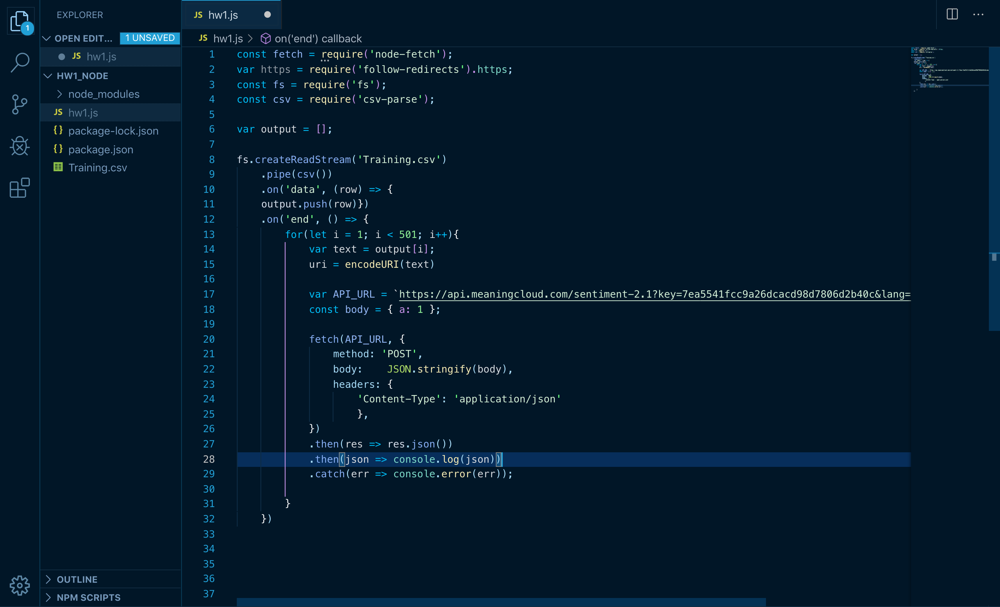 EXPLORER
OPEN EDIT... 1 UNSAVED
JS hw1.js
HW1_NODE
node_modules
JS hw1.js
{} package-lock.json
{} package.json
Training.csv
OUTLINE
NPM SCRIPTS
1
JS hw1.js
JS hw1.js > on('end') callback
1 const fetch = require('node-fetch');
2 var https = require('follow-redirects').https;
3 const fs = require('fs');
4 const csv = require('csv-parse');
5
6 var output = [];
7
8 fs.createReadStream('Training.csv')
9 .pipe(csv())
10 .on('data', (row) => {
11 output.push(row)})
12 .on('end', () => {
13 for(let i = 1; i < 501; i++){
14 var text = output[i];
15 uri = encodeURI(text)
16
17 var API_URL = `https://api.meaningcloud.com/sentiment-2.1?key=7ea5541fcc9a26dcacd98d7806d2b40c&lang=
18 const body = { a: 1 };
19
20 fetch(API_URL, {
21 method: 'POST',
22 body: JSON.stringify(body),
23 headers: {
24 'Content-Type': 'application/json'
25 },
26 })
27 .then(res => res.json())
28 .then(json => console.log(json))
29 .catch(err => console.error(err));
30
31 }
32 })
33
34
35
36
37